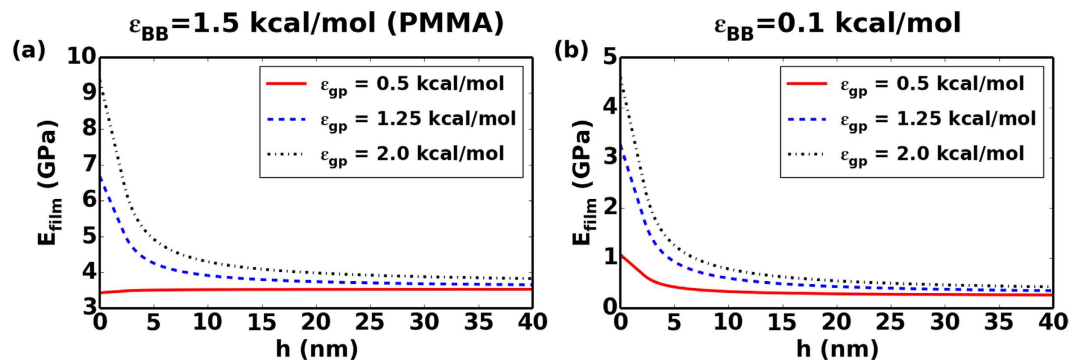 ε_BB=1.5 kcal/mol (PMMA)
ε_BB=0.1 kcal/mol
(a)
10
9
8
7
6
5
4
3
E_film (GPa)
ε_gp = 0.5 kcal/mol
ε_gp = 1.25 kcal/mol
ε_gp = 2.0 kcal/mol
0 5 10 15 20 25 30 35 40
h (nm)
(b)
5
4
3
2
1
0
E_film (GPa)
ε_gp = 0.5 kcal/mol
ε_gp = 1.25 kcal/mol
ε_gp = 2.0 kcal/mol
0 5 10 15 20 25 30 35 40
h (nm)